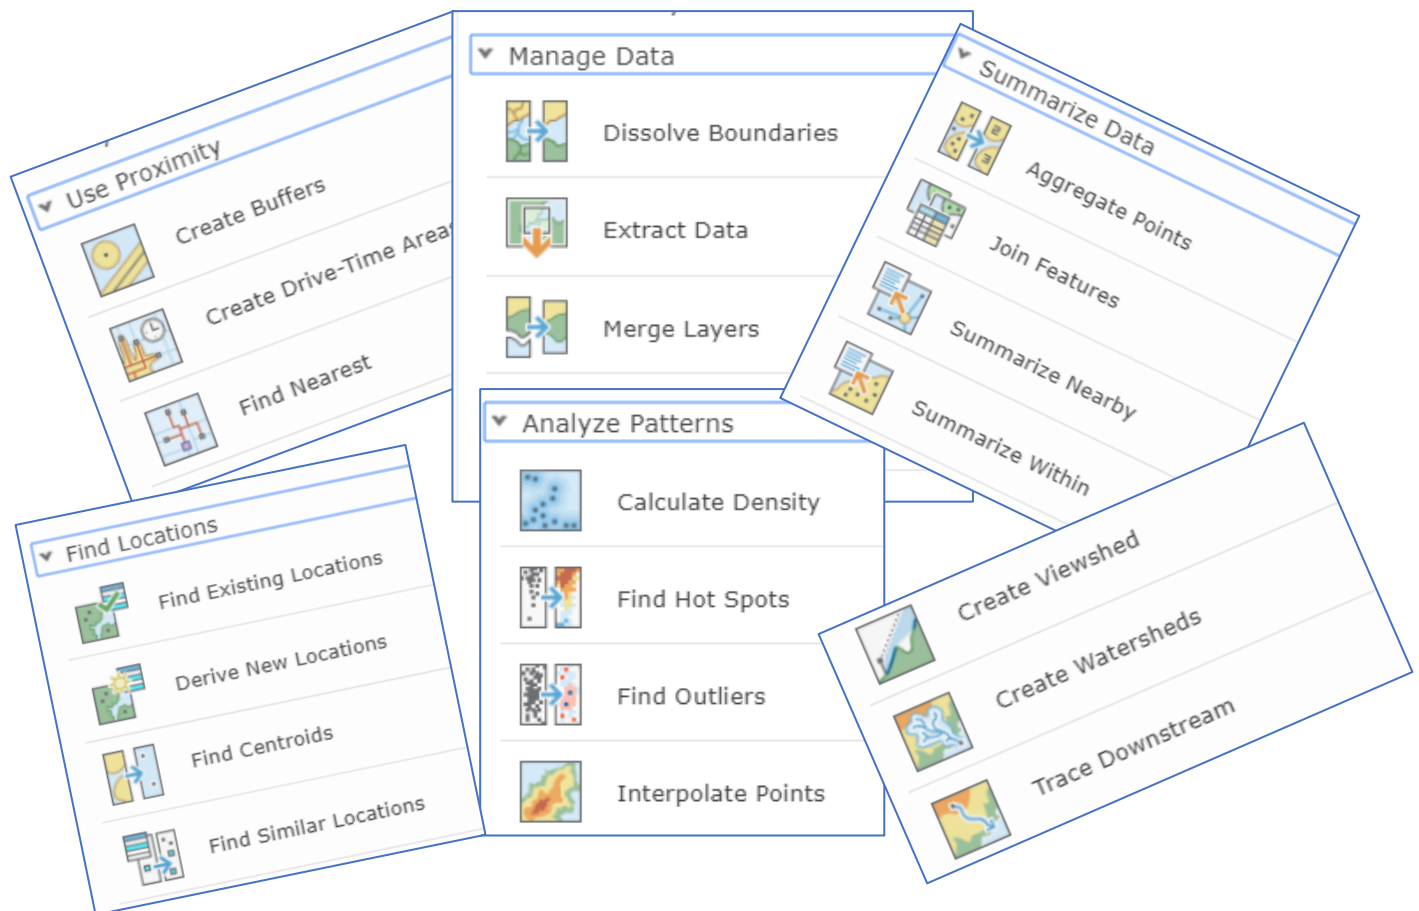 Use Proximity
Create Buffers
Create Drive-Time Areas
Find Nearest
Manage Data
Dissolve Boundaries
Extract Data
Merge Layers
Summarize Data
Aggregate Points
Join Features
Summarize Nearby
Summarize Within
Find Locations
Find Existing Locations
Derive New Locations
Find Centroids
Find Similar Locations
Analyze Patterns
Calculate Density
Find Hot Spots
Find Outliers
Interpolate Points
Create Viewshed
Create Watersheds
Trace Downstream